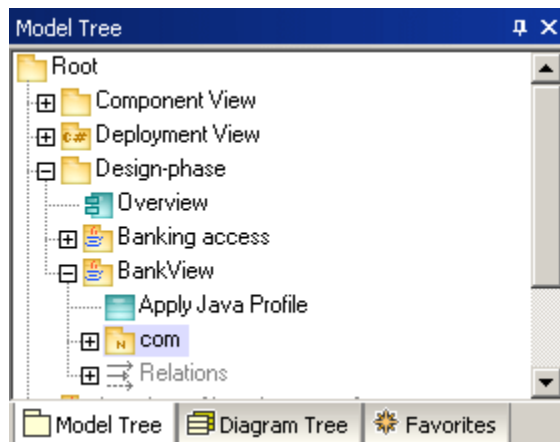 Model Tree
Root
Component View
c# Deployment View
Design-phase
Overview
Banking access
BankView
Apply Java Profile
N com
Relations
Model Tree Diagram Tree Favorites